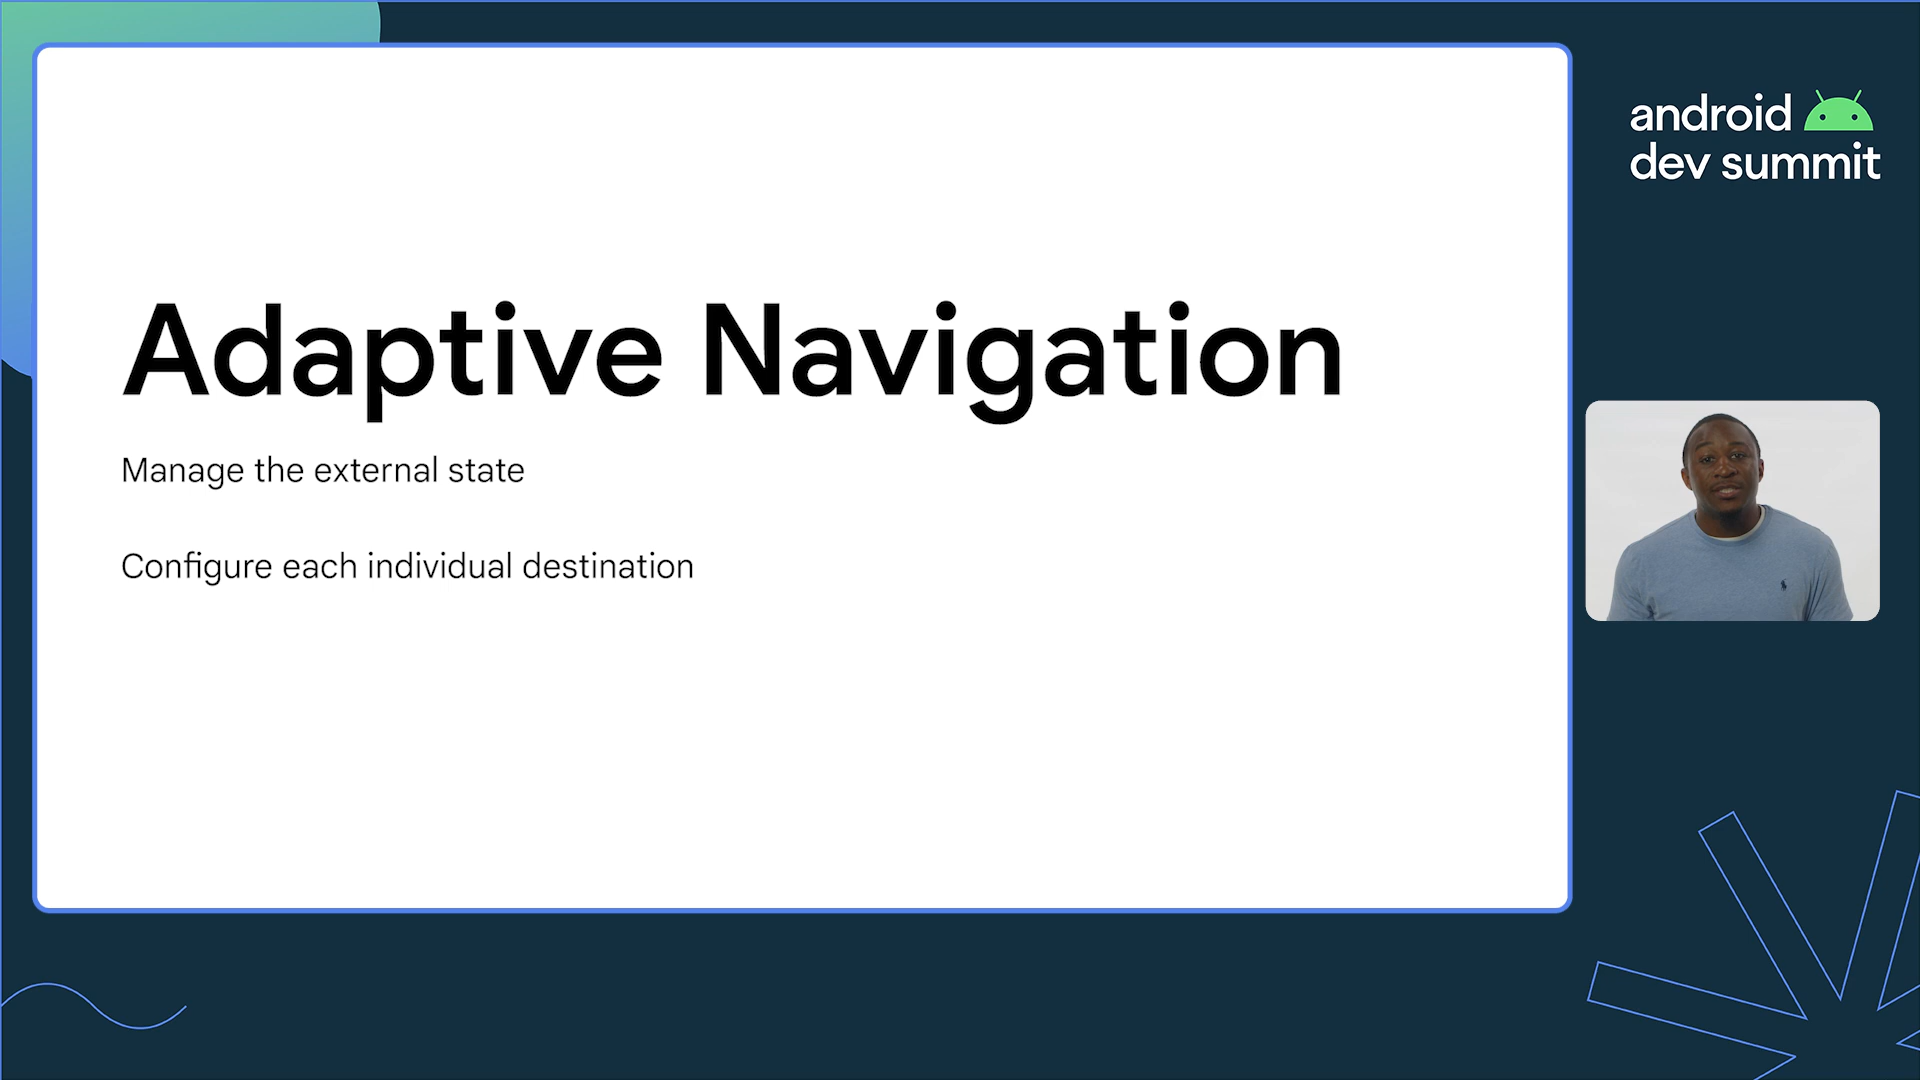 Adaptive Navigation
Manage the external state
Configure each individual destination
android
dev summit